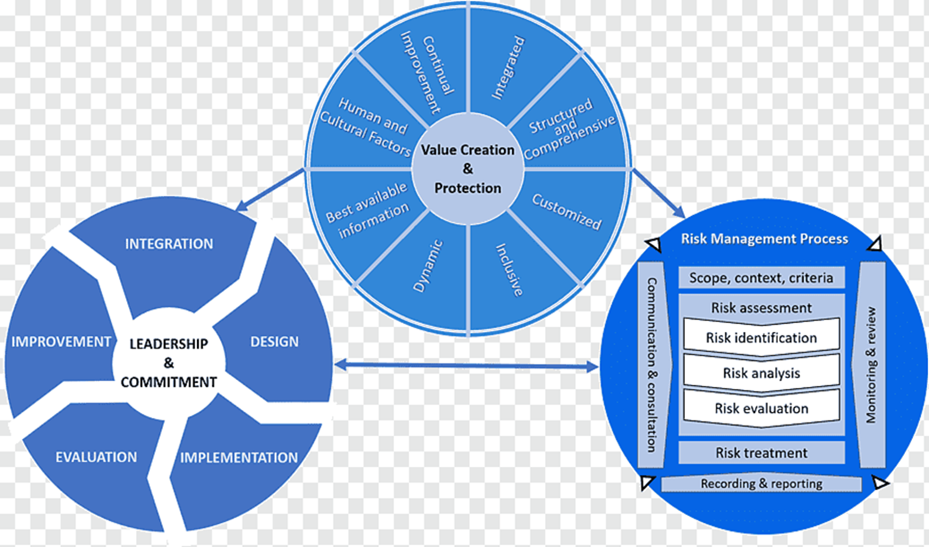 Continual
Improvement
Integrated
Human and
Cultural Factors
Structured
and
Comprehensive
Value Creation
&
Protection
Best available
information
Customized
Dynamic
Inclusive
INTEGRATION
IMPROVEMENT
LEADERSHIP
&
COMMITMENT
DESIGN
EVALUATION
IMPLEMENTATION
Risk Management Process
Scope, context, criteria
Risk assessment
Risk identification
Risk analysis
Risk evaluation
Risk treatment
Communication & consultation
Monitoring & review
Recording & reporting